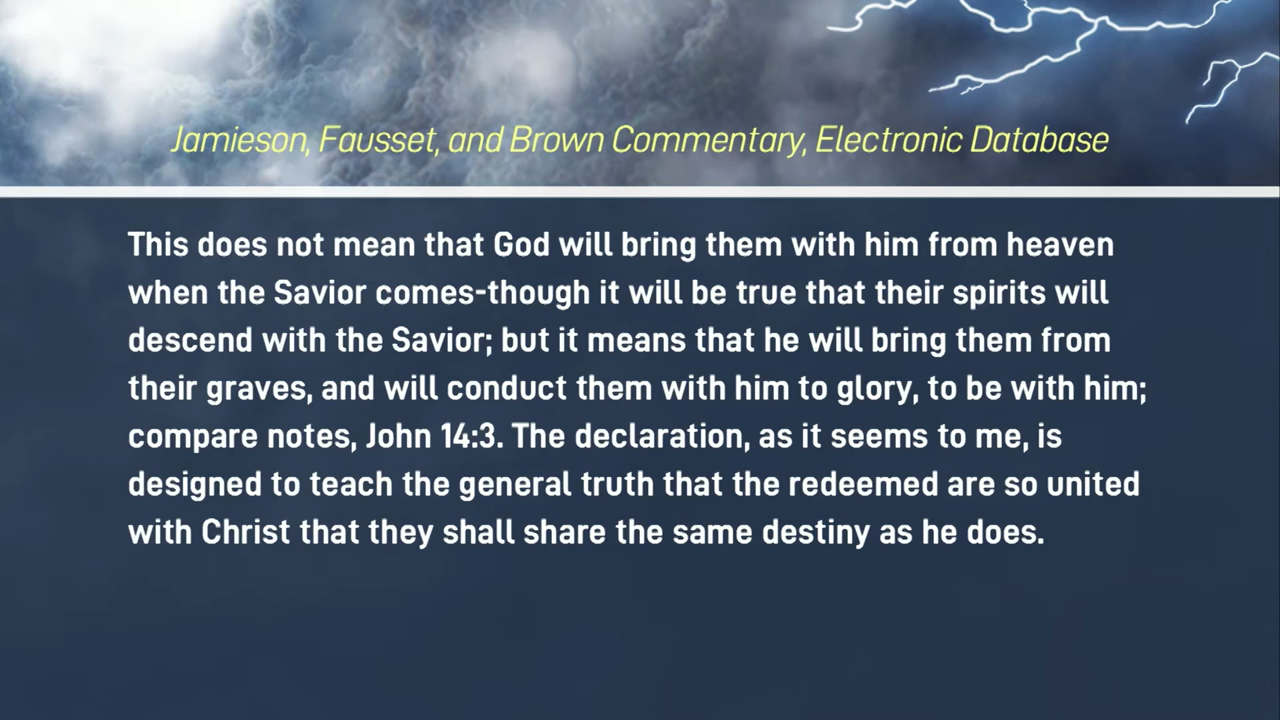 Jamieson, Fausset, and Brown Commentary, Electronic Database
This does not mean that God will bring them with him from heaven
when the Savior comes-though it will be true that their spirits will
descend with the Savior; but it means that he will bring them from
their graves, and will conduct them with him to glory, to be with him;
compare notes, John 14:3. The declaration, as it seems to me, is
designed to teach the general truth that the redeemed are so united
with Christ that they shall share the same destiny as he does.